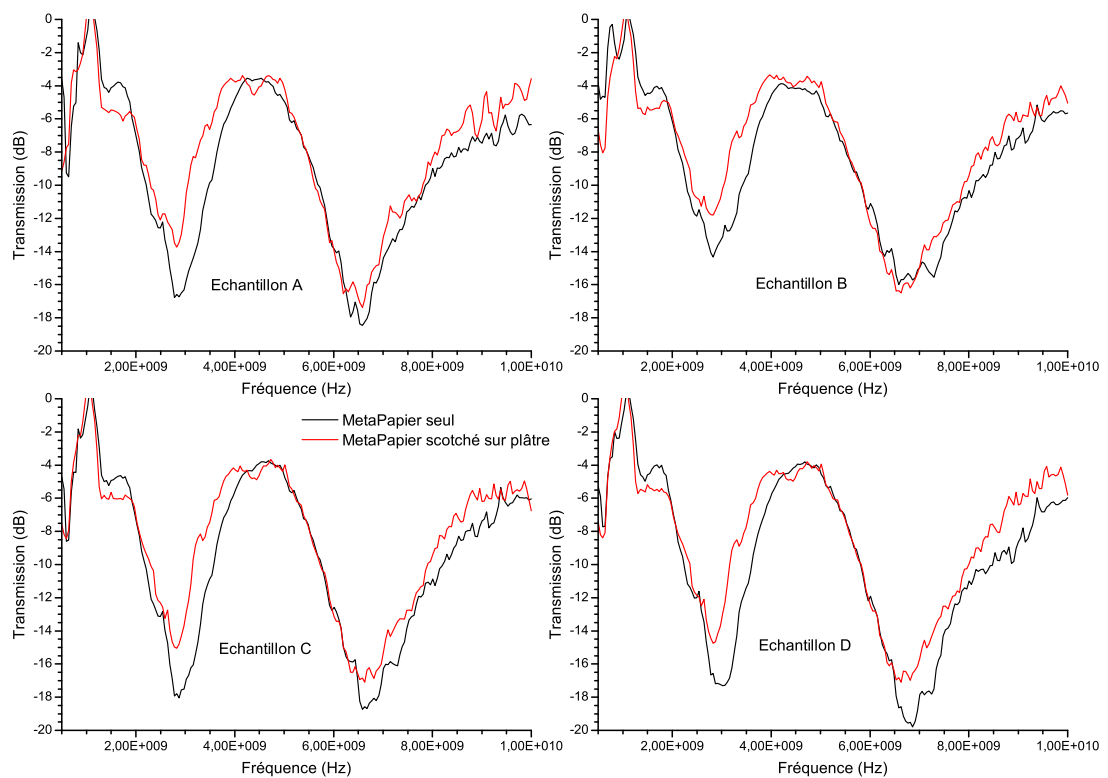 0
-2
-4
-6
-8
-10
-12
-14
-16
-18
-20
Transmission (dB)
Echantillon A
2,00E+009 4,00E+009 6,00E+009 8,00E+009 1,00E+010
Fréquence (Hz)
0
-2
-4
-6
-8
-10
-12
-14
-16
-18
-20
Transmission (dB)
Echantillon B
2,00E+009 4,00E+009 6,00E+009 8,00E+009 1,00E+010
Fréquence (Hz)
0
-2
-4
-6
-8
-10
-12
-14
-16
-18
-20
Transmission (dB)
MetaPapier seul
MetaPapier scotché sur plâtre
Echantillon C
2,00E+009 4,00E+009 6,00E+009 8,00E+009 1,00E+010
Fréquence (Hz)
0
-2
-4
-6
-8
-10
-12
-14
-16
-18
-20
Transmission (dB)
Echantillon D
2,00E+009 4,00E+009 6,00E+009 8,00E+009 1,00E+010
Fréquence (Hz)